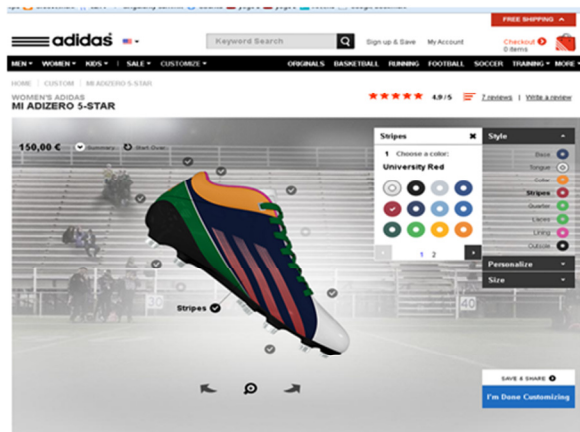 FREE SHIPPING
adidas
Keyword Search
Sign up & Save
My Account
Checkout
0 items
MEN
WOMEN
KIDS
SALE
CUSTOMIZE
ORIGINALS BASKETBALL RUNNING FOOTBALL SOCCER TRAINING MORE
HOME CUSTOM MI ADIZERO 5-STAR
WOMEN'S ADIDAS
MI ADIZERO 5-STAR
4.9/5
7 reviews | Write a review
150,00 €
Summary
Start Over
Stripes
1 Choose a color:
University Red
1 2
Style
Base
Tongue
Collar
Stripes
Quarter
Laces
Lining
Outsole
Personalize
Size
Stripes
30
40
SAVE & SHARE
I'm Done Customizing